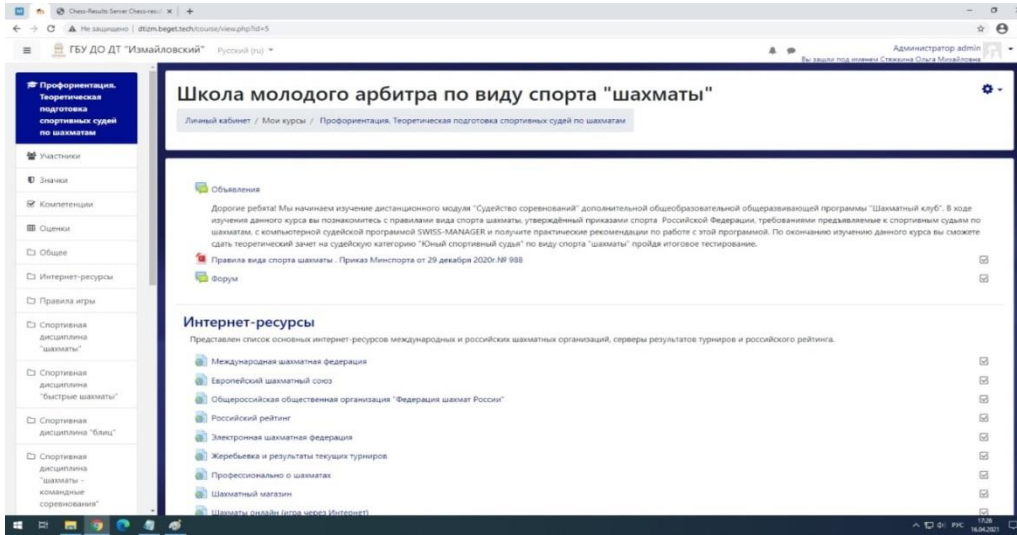 Chess-Results Server Chess-resul
Не защищено | dtizm.beget.tech/course/view.php?id=5
ГБУ ДО ДТ "Измайловский" Русский (ru)
Администратор admin
Вы зашли под именем Стяжкина Ольга Михайловна
Профориентация.
Теоретическая
подготовка
спортивных судей
по шахматам
Участники
Значки
Компетенции
Оценки
Общее
Интернет-ресурсы
Правила игры
Спортивная
дисциплина
"шахматы"
Спортивная
дисциплина
"быстрые шахматы"
Спортивная
дисциплина "блиц"
Спортивная
дисциплина
"шахматы -
командные
соревнования"
Школа молодого арбитра по виду спорта "шахматы"
Личный кабинет / Мои курсы / Профориентация. Теоретическая подготовка спортивных судей по шахматам
Объявления
Дорогие ребята! Мы начинаем изучение дистанционного модуля "Судейство соревнований" дополнительной общеобразовательной общеразвивающей программы "Шахматный клуб". В ходе
изучения данного курса вы познакомитесь с правилами вида спорта шахматы, утверждённый приказами спорта Российской Федерации, требованиями предъявляемые к спортивным судьям по
шахматам, с компьютерной судейской программой SWISS-MANAGER и получите практические рекомендации по работе с этой программой. По окончанию изучению данного курса вы сможете
сдать теоретический зачет на судейскую категорию "Юный спортивный судья" по виду спорта "шахматы" пройдя итоговое тестирование.
Правила вида спорта шахматы . Приказ Минспорта от 29 декабря 2020г.№ 988
Форум
Интернет-ресурсы
Представлен список основных интернет-ресурсов международных и российских шахматных организаций, серверы результатов турниров и российского рейтинга.
Международная шахматная федерация
Европейский шахматный союз
Общероссийская общественная организация "Федерация шахмат России"
Российский рейтинг
Электронная шахматная федерация
Жеребьевка и результаты текущих турниров
Профессионально о шахматах
Шахматный магазин
Шахматы онлайн (игра через Интернет)
РУС
17:26
16.04.2021